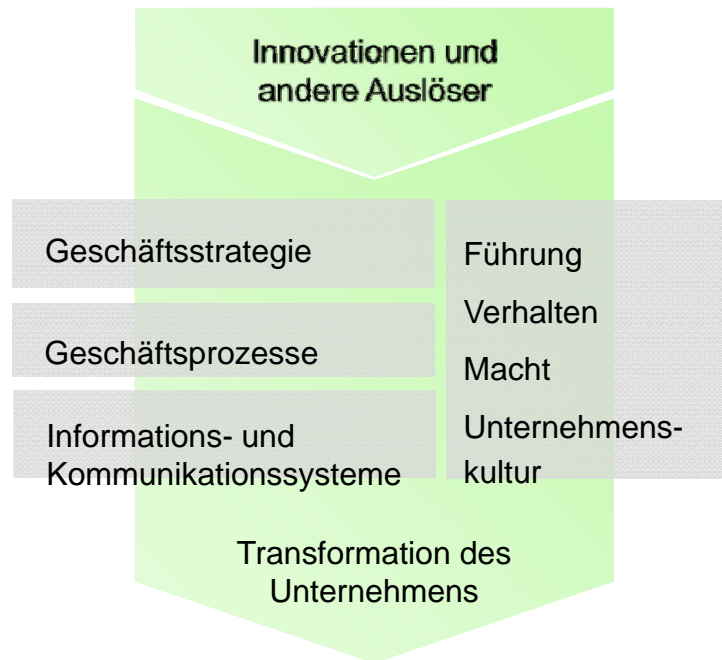 Innovationen und
andere Auslöser
Geschäftsstrategie
Geschäftsprozesse
Informations- und
Kommunikationssysteme
Führung
Verhalten
Macht
Unternehmens-
kultur
Transformation des
Unternehmens